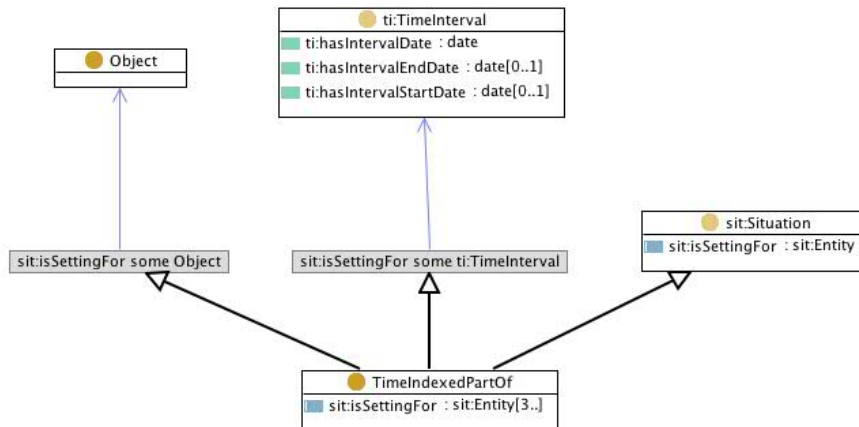 ti:TimeInterval
ti:hasIntervalDate : date
ti:hasIntervalEndDate : date[0..1]
ti:hasIntervalStartDate : date[0..1]
Object
sit:Situation
sit:isSettingFor : sit:Entity
sit:isSettingFor some Object
sit:isSettingFor some ti:TimeInterval
TimeIndexedPartOf
sit:isSettingFor : sit:Entity[3..]